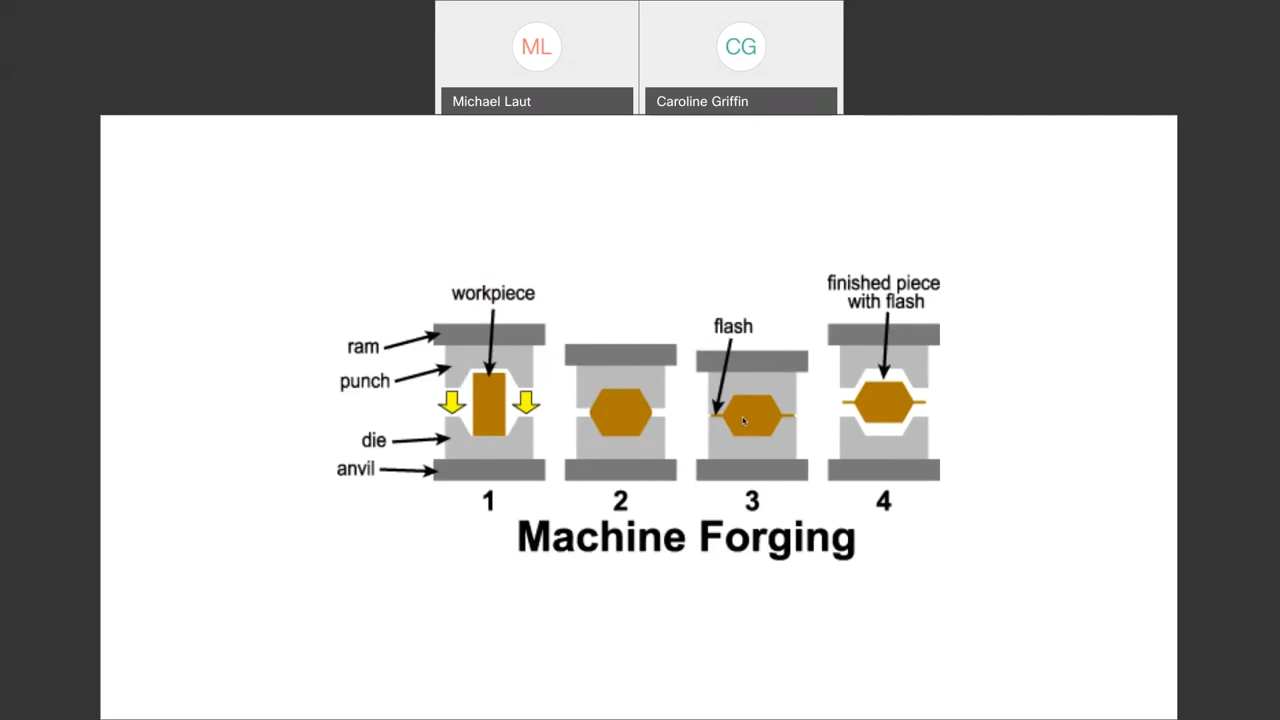 ML
CG
Michael Laut
Caroline Griffin
workpiece
ram
punch
die
anvil
flash
finished piece
with flash
1 2 3 4
Machine Forging